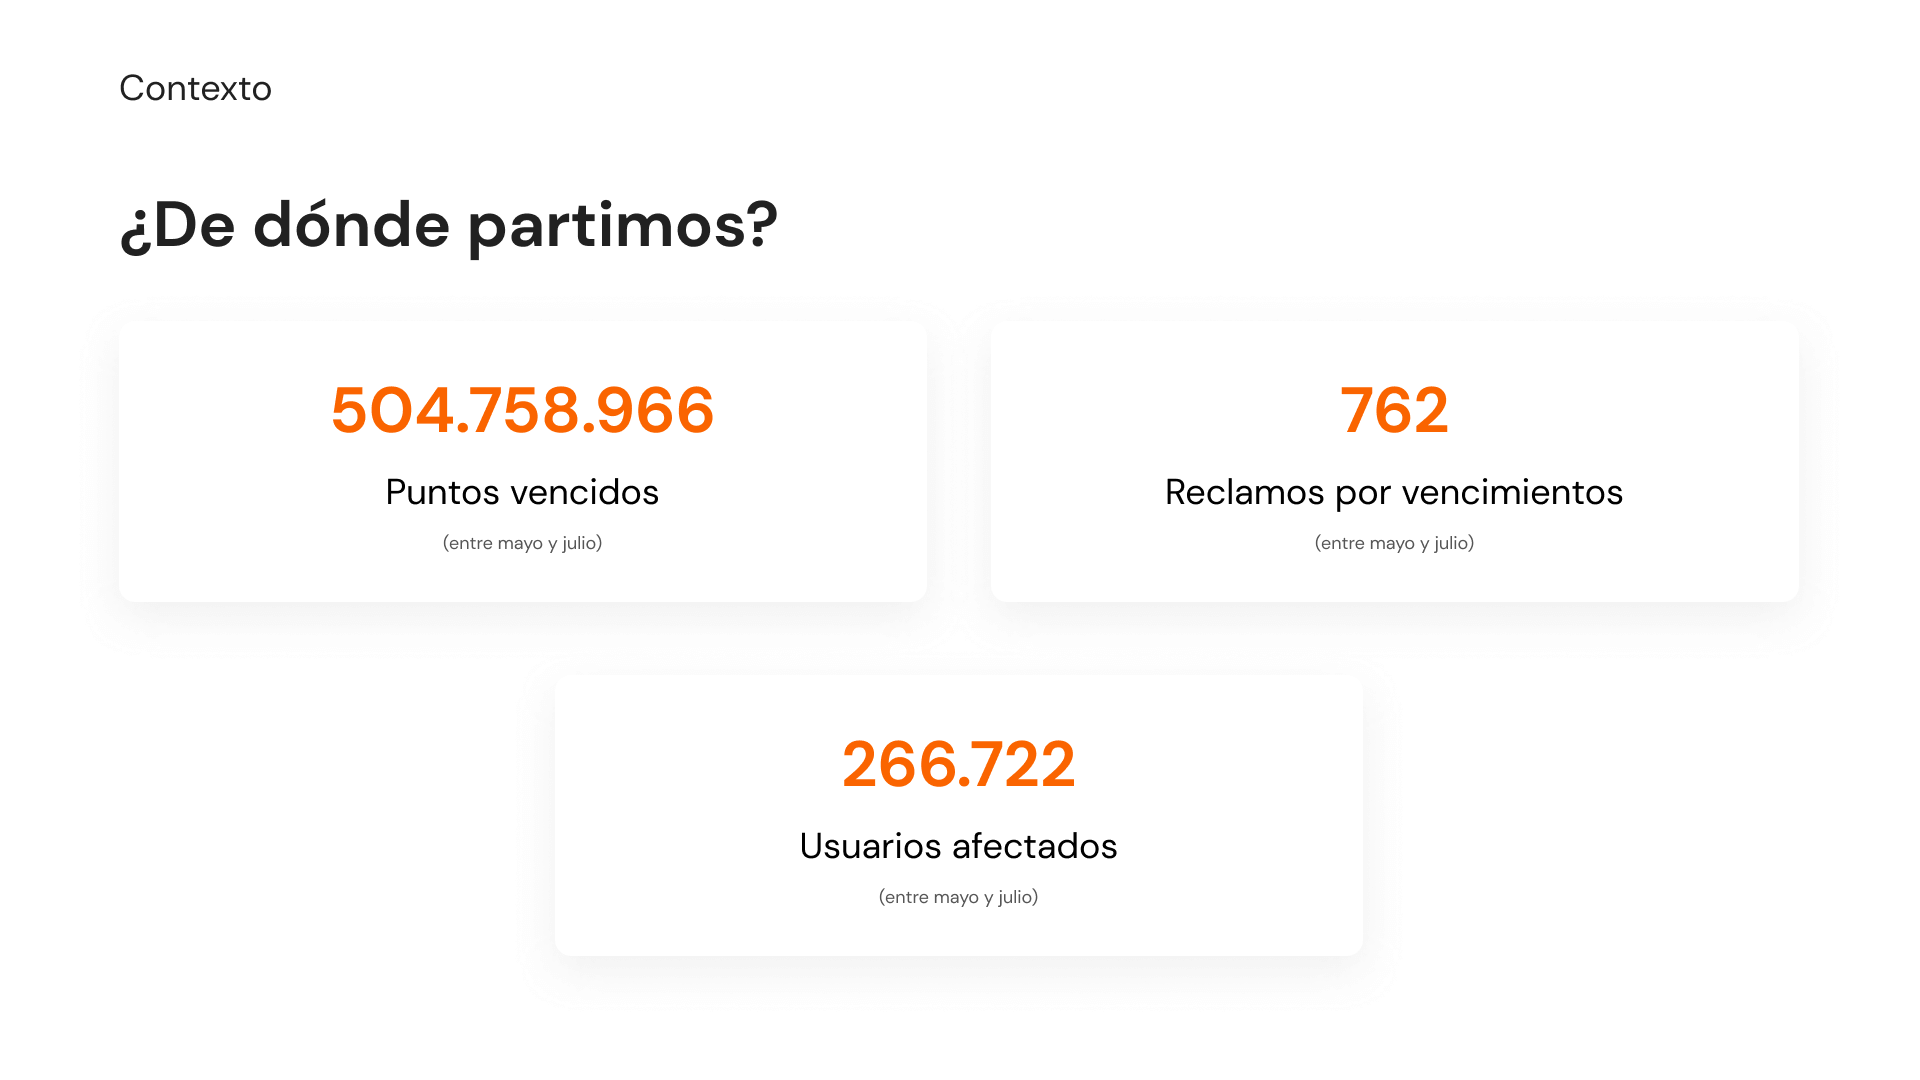 Contexto
¿De dónde partimos?
504.758.966
Puntos vencidos
(entre mayo y julio)
762
Reclamos por vencimientos
(entre mayo y julio)
266.722
Usuarios afectados
(entre mayo y julio)